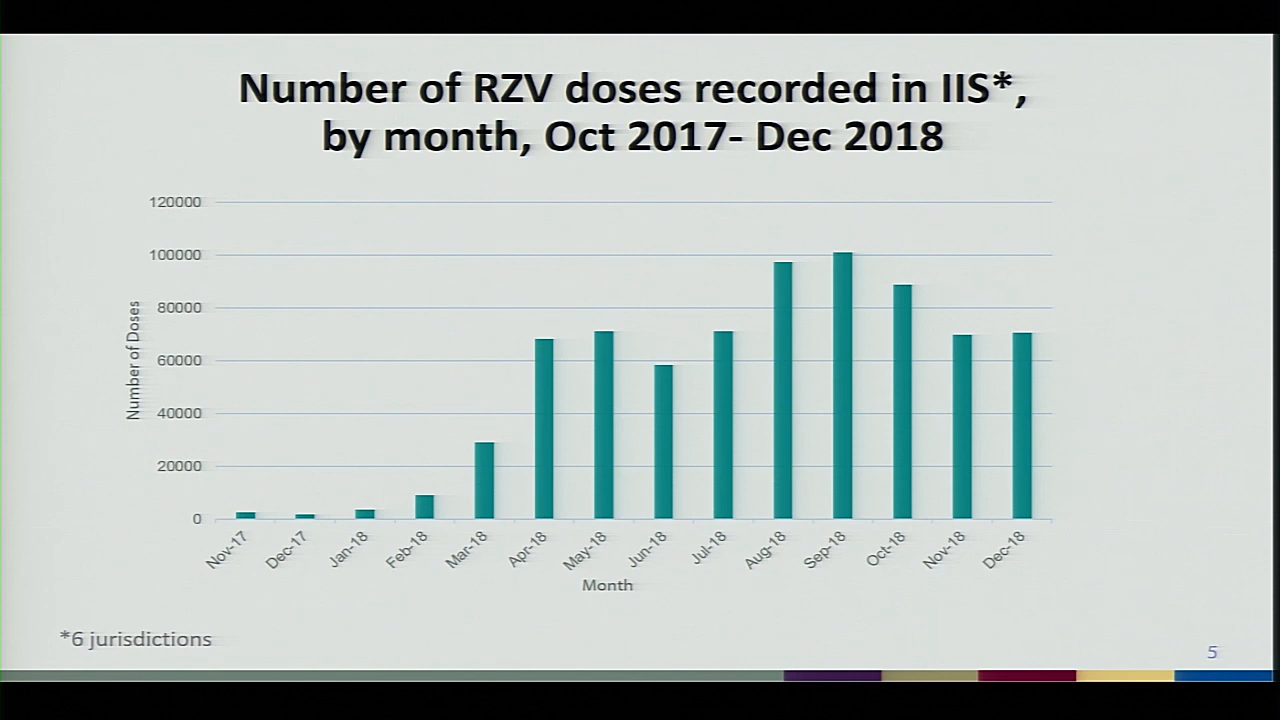 Number of RZV doses recorded in IIS*,
by month, Oct 2017- Dec 2018
120000
100000
80000
60000
40000
20000
0
Number of Doses
Nov-17
Dec-17
Jan-18
Feb-18
Mar-18
Apr-18
May-18
Jun-18
Jul-18
Aug-18
Sep-18
Oct-18
Nov-18
Dec-18
Month
*6 jurisdictions
5